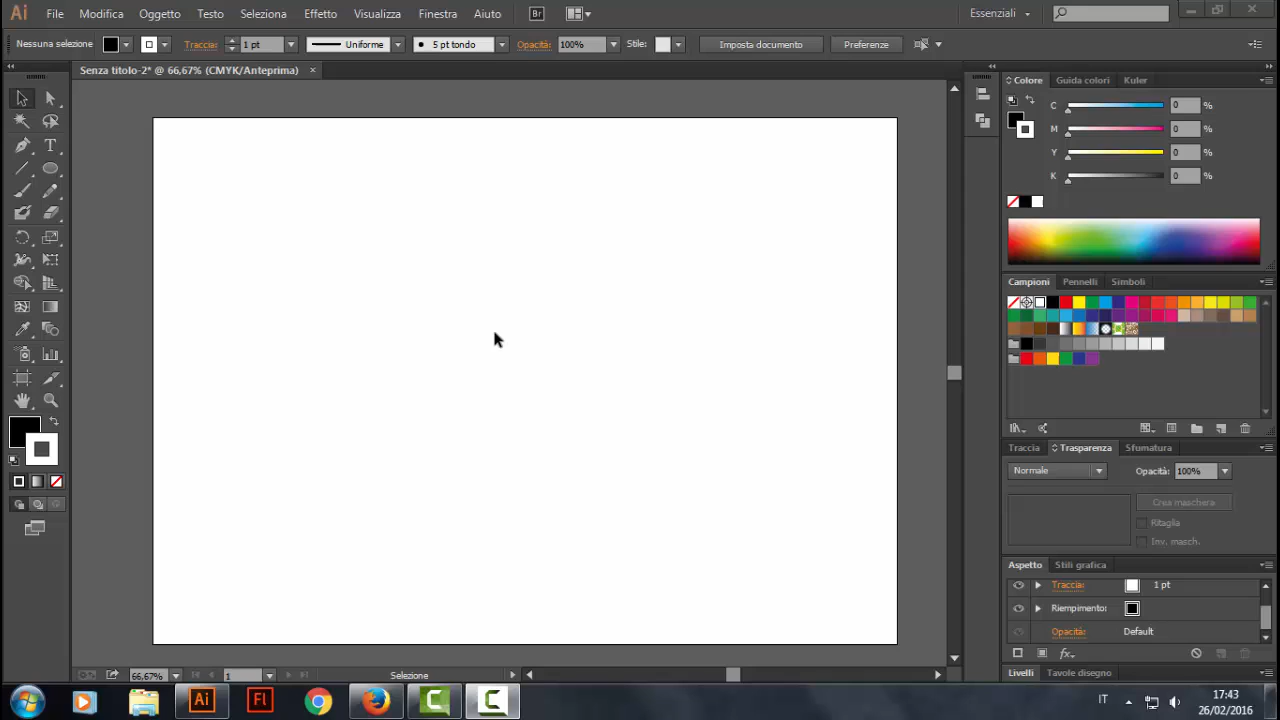 Ai File Modifica Oggetto Testo Seleziona Effetto Visualizza Finestra Aiuto Br Essenziali
Nessuna selezione Traccia: 1 pt Uniforme 5 pt tondo Opacità: 100% Stile: Imposta documento Preferenze
Senza titolo-2* @ 66,67% (CMYK/Anteprima)
Colore Guida colori Kuler
C 0 %
M 0 %
Y 0 %
K 0 %
Campioni Pennelli Simboli
Traccia Trasparenza Sfumatura
Normale Opacità: 100%
Crea maschera
Ritaglia
Inv. masch.
Aspetto Stili grafica
Traccia: 1 pt
Riempimento:
Opacità: Default
fx
Livelli Tavole disegno
66,67% 1 Selezione
Ai Fl IT 17:43
26/02/2016